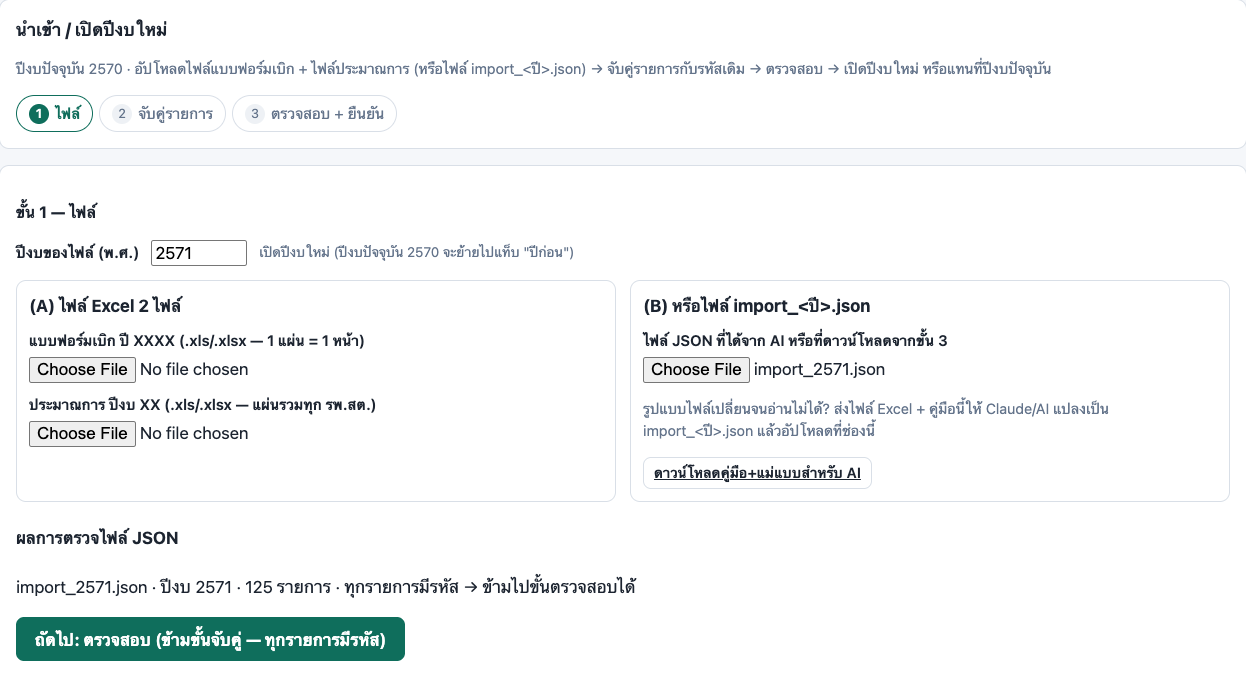 นำเข้า / เปิดปีงบใหม่
ปีงบปัจจุบัน 2570 · อัปโหลดไฟล์แบบฟอร์มเบิก + ไฟล์ประมาณการ (หรือไฟล์ import_<ปี>.json) → จับคู่รายการกับรหัสเดิม → ตรวจสอบ → เปิดปีงบใหม่ หรือแทนที่ปีงบปัจจุบัน
1 ไฟล์ 2 จับคู่รายการ 3 ตรวจสอบ + ยืนยัน
ขั้น 1 — ไฟล์
ปีงบของไฟล์ (พ.ศ.) 2571 เปิดปีงบใหม่ (ปีงบปัจจุบัน 2570 จะย้ายไปแท็บ "ปีก่อน")
(A) ไฟล์ Excel 2 ไฟล์
แบบฟอร์มเบิก ปี XXXX (.xls/.xlsx — 1 แผ่น = 1 หน้า)
Choose File No file chosen
ประมาณการ ปีงบ XX (.xls/.xlsx — แผ่นรวมทุก รพ.สต.)
Choose File No file chosen
(B) หรือไฟล์ import_<ปี>.json
ไฟล์ JSON ที่ได้จาก AI หรือที่ดาวน์โหลดจากขั้น 3
Choose File import_2571.json
รูปแบบไฟล์เปลี่ยนจนอ่านไม่ได้? ส่งไฟล์ Excel + คู่มือนี้ให้ Claude/AI แปลงเป็น
import_<ปี>.json แล้วอัปโหลดที่ช่องนี้
ดาวน์โหลดคู่มือ+แม่แบบสำหรับ AI
ผลการตรวจไฟล์ JSON
import_2571.json · ปีงบ 2571 · 125 รายการ · ทุกรายการมีรหัส → ข้ามไปขั้นตรวจสอบได้
ถัดไป: ตรวจสอบ (ข้ามขั้นจับคู่ — ทุกรายการมีรหัส)